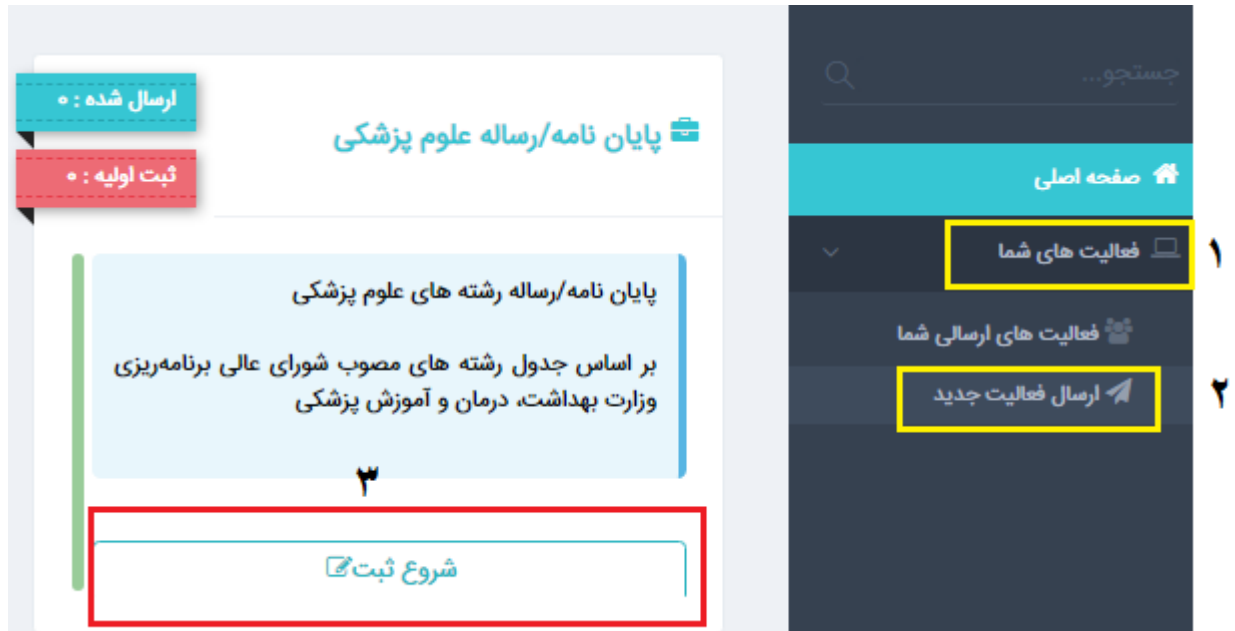 جستجو...
صفحه اصلی
فعالیت های شما
۱
فعالیت های ارسالی شما
ارسال فعالیت جدید
۲
ارسال شده : ۰
ثبت اولیه : ۰
پایان نامه/رساله علوم پزشکی
پایان نامه/رساله رشته های علوم پزشکی
بر اساس جدول رشته های مصوب شورای عالی برنامه‌ریزی
وزارت بهداشت، درمان و آموزش پزشکی
۳
شروع ثبت